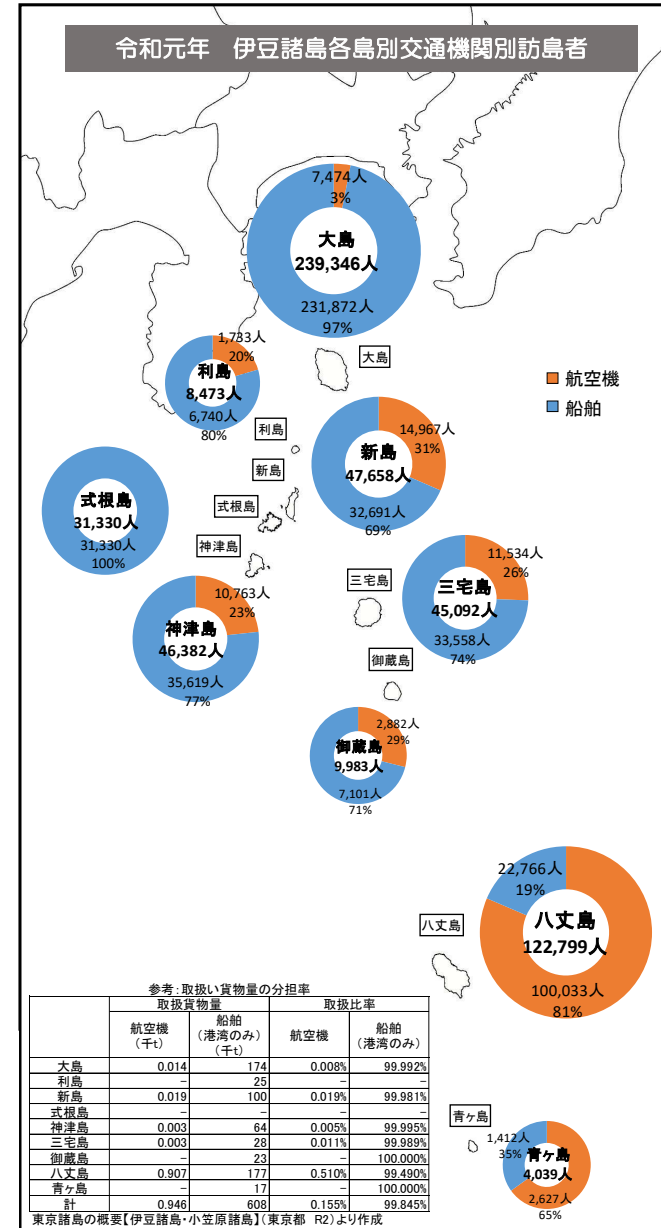 令和元年　伊豆諸島各島別交通機関別訪島者
7,474人
3%
大島
239,346人
231,872人
97%
大島
1,733人
20%
利島
8,473人
6,740人
80%
航空機
船舶
利島
新島
14,967人
31%
新島
47,658人
32,691人
69%
式根島
31,330人
31,330人
100%
式根島
神津島
10,763人
23%
神津島
46,382人
35,619人
77%
三宅島
11,534人
26%
三宅島
45,092人
33,558人
74%
御蔵島
2,882人
29%
御蔵島
9,983人
7,101人
71%
22,766人
19%
八丈島
122,799人
100,033人
81%
八丈島
青ヶ島
1,412人
35%
青ヶ島
4,039人
2,627人
65%
参考：取扱い貨物量の分担率
取扱貨物量 取扱比率
航空機（千t） 船舶（港湾のみ）（千t） 航空機 船舶（港湾のみ）
大島 0.014 174 0.008% 99.992%
利島 － 25 － －
新島 0.019 100 0.019% 99.981%
式根島 － － － －
神津島 0.003 64 0.005% 99.995%
三宅島 0.003 28 0.011% 99.989%
御蔵島 － 23 － 100.000%
八丈島 0.907 177 0.510% 99.490%
青ヶ島 － 17 － 100.000%
計 0.946 608 0.155% 99.845%
東京諸島の概要【伊豆諸島・小笠原諸島】（東京都　R2）より作成